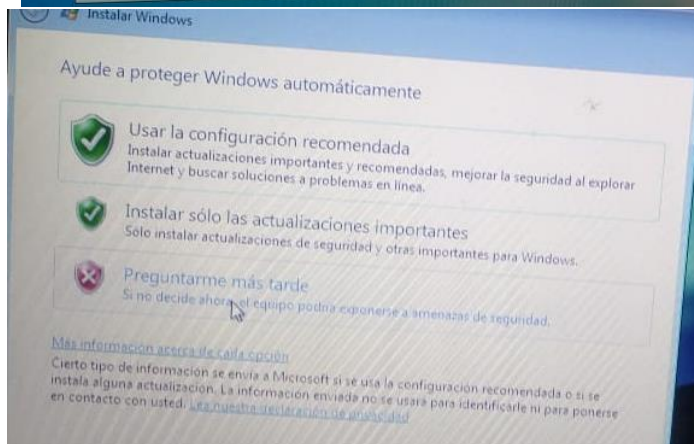 Instalar Windows
Ayude a proteger Windows automáticamente
Usar la configuración recomendada
Instalar actualizaciones importantes y recomendadas, mejorar la seguridad al explorar
Internet y buscar soluciones a problemas en línea.
Instalar sólo las actualizaciones importantes
Sólo instalar actualizaciones de seguridad y otras importantes para Windows.
Preguntarme más tarde
Si no decide ahora, el equipo podría exponerse a amenazas de seguridad.
Más información acerca de cada opción
Cierto tipo de información se envía a Microsoft si se usa la configuración recomendada o si se
instala alguna actualización. La información enviada no se usará para identificarle ni para ponerse
en contacto con usted. Lea nuestra declaración de privacidad